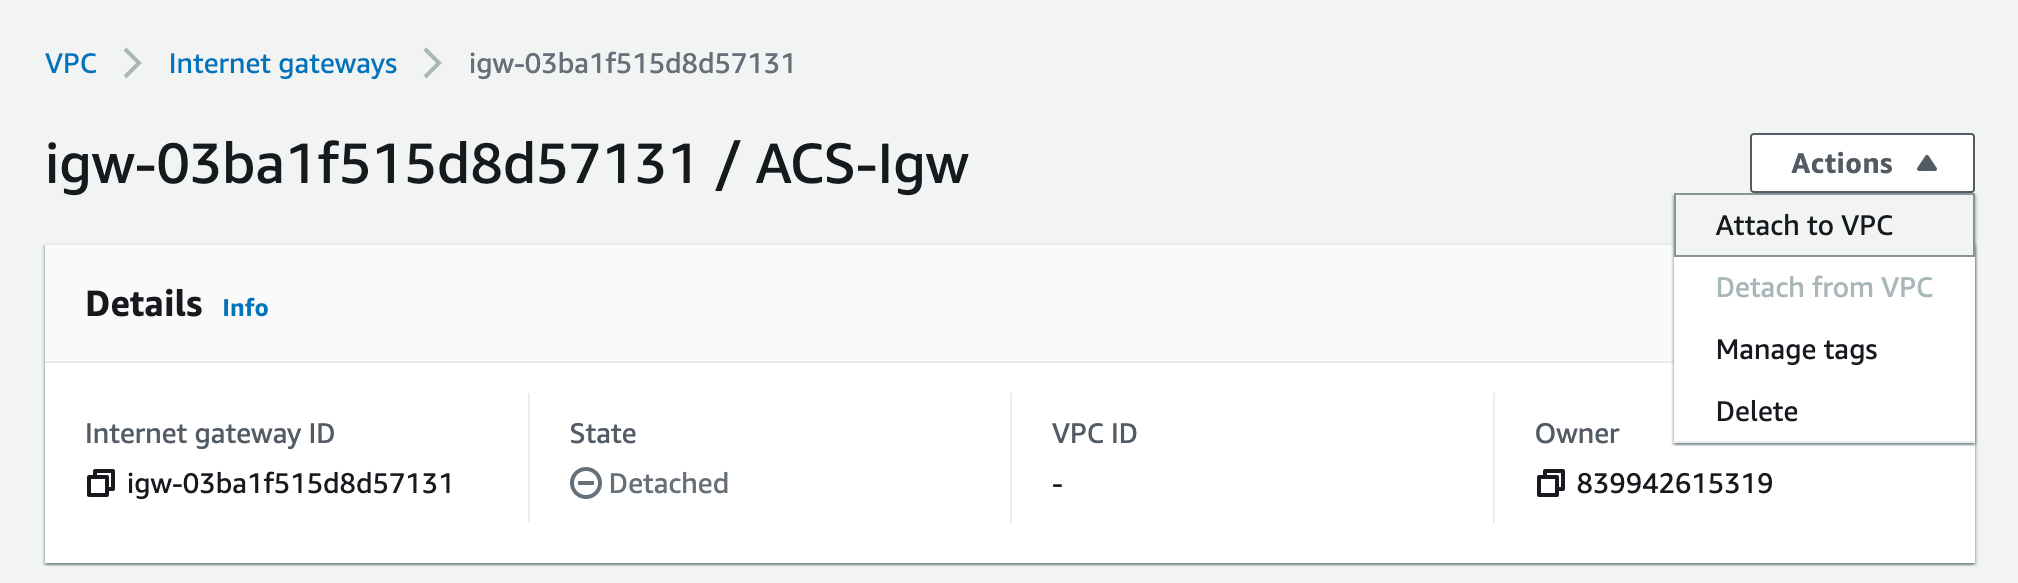 VPC > Internet gateways > igw-03ba1f515d8d57131
igw-03ba1f515d8d57131 / ACS-Igw
Actions
Attach to VPC
Detach from VPC
Manage tags
Delete
Details Info
Internet gateway ID
igw-03ba1f515d8d57131
State
Detached
VPC ID
-
Owner
839942615319